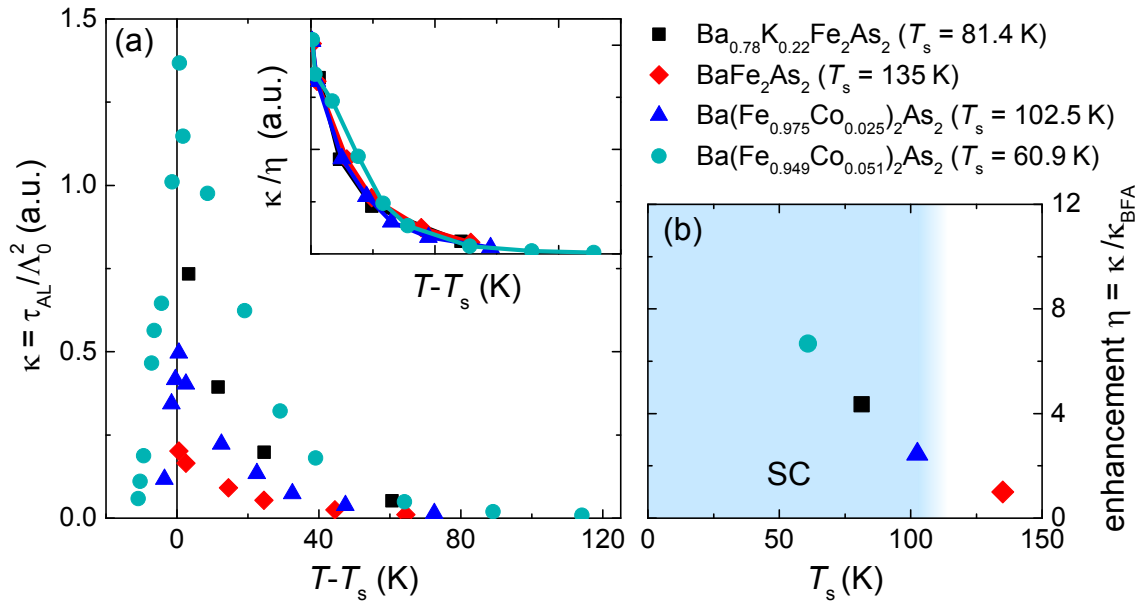 (a)
1.5
1.0
0.5
0.0
κ = τ_AL/Λ₀² (a.u.)
0 40 80 120
T-Tₛ (K)
κ/η (a.u.)
T-Tₛ (K)
Ba₀.₇₈K₀.₂₂Fe₂As₂ (Tₛ = 81.4 K)
BaFe₂As₂ (Tₛ = 135 K)
Ba(Fe₀.₉₇₅Co₀.₀₂₅)₂As₂ (Tₛ = 102.5 K)
Ba(Fe₀.₉₄₉Co₀.₀₅₁)₂As₂ (Tₛ = 60.9 K)
(b)
SC
12
8
4
0
enhancement η = κ/κ_BFA
0 50 100 150
Tₛ (K)